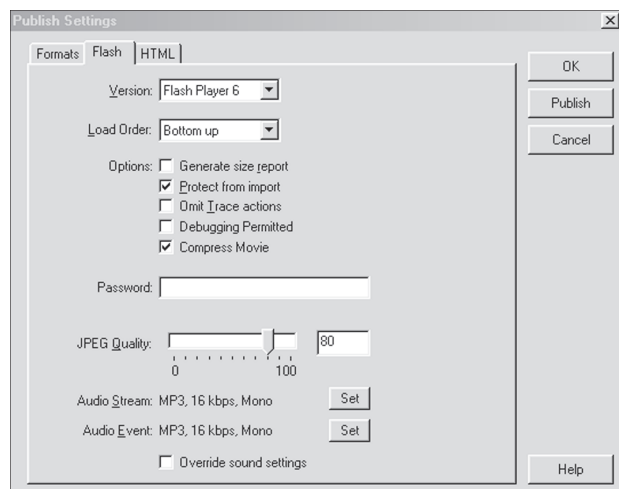 Publish Settings
Formats Flash HTML
OK
Publish
Cancel
Version: Flash Player 6
Load Order: Bottom up
Options: Generate size report
Protect from import
Omit Trace actions
Debugging Permitted
Compress Movie
Password:
JPEG Quality: 80
0 100
Audio Stream: MP3, 16 kbps, Mono Set
Audio Event: MP3, 16 kbps, Mono Set
Override sound settings
Help